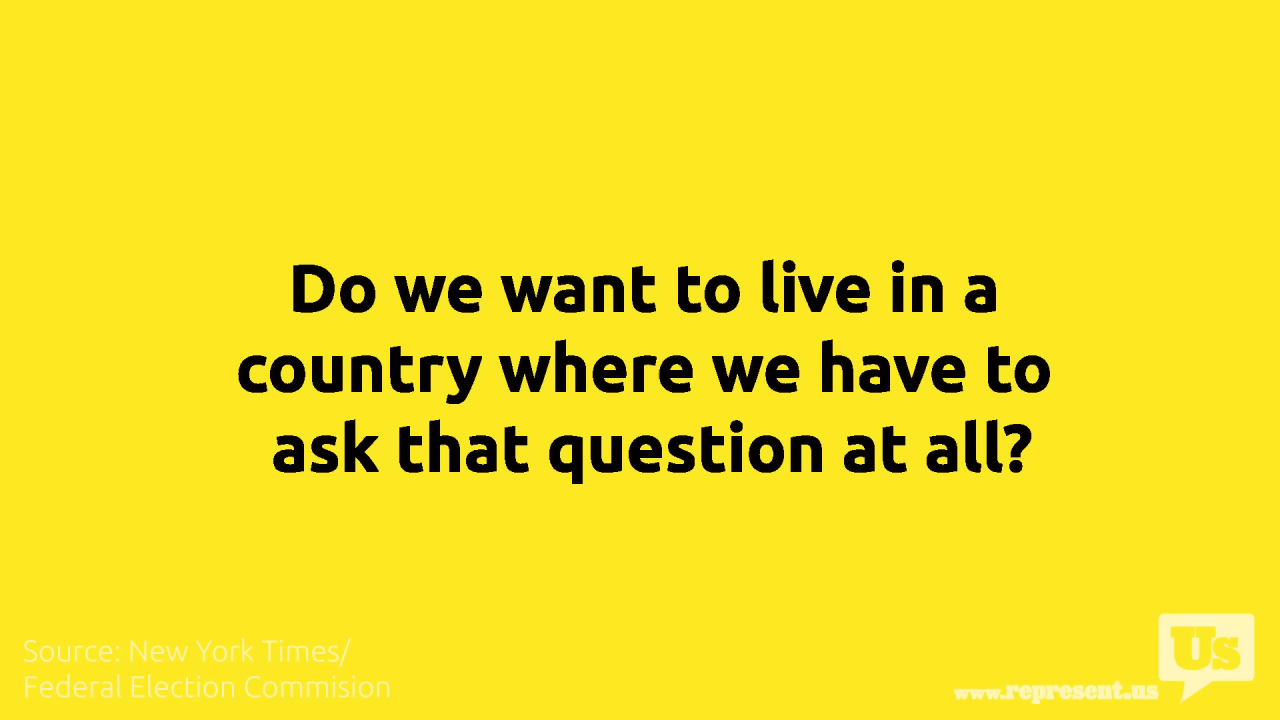 Do we want to live in a
country where we have to
ask that question at all?
Source: New York Times/
Federal Election Commision
Us
www.represent.us